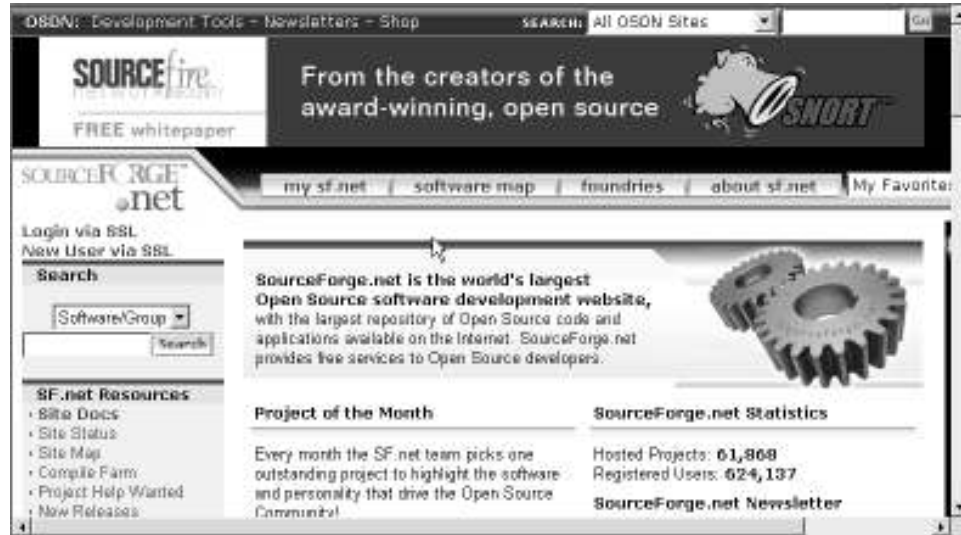 OSDN: Development Tools - Newsletters - Shop SEARCH: All OSDN Sites Go
SOURCEfire
FREE whitepaper
From the creators of the
award-winning, open source
SNORT
SOURCEFORGE
.net
my sf.net | software map | foundries | about sf.net My Favorite
Login via SSL
New User via SSL
Search
Software/Group
Search
SF.net Resources
· Site Docs
· Site Status
· Site Map
· Compile Farm
· Project Help Wanted
· New Releases
SourceForge.net is the world's largest
Open Source software development website,
with the largest repository of Open Source code and
applications available on the Internet. SourceForge.net
provides free services to Open Source developers.
Project of the Month
Every month the SF.net team picks one
outstanding project to highlight the software
and personality that drive the Open Source
Community!
SourceForge.net Statistics
Hosted Projects: 61,868
Registered Users: 624,137
SourceForge.net Newsletter